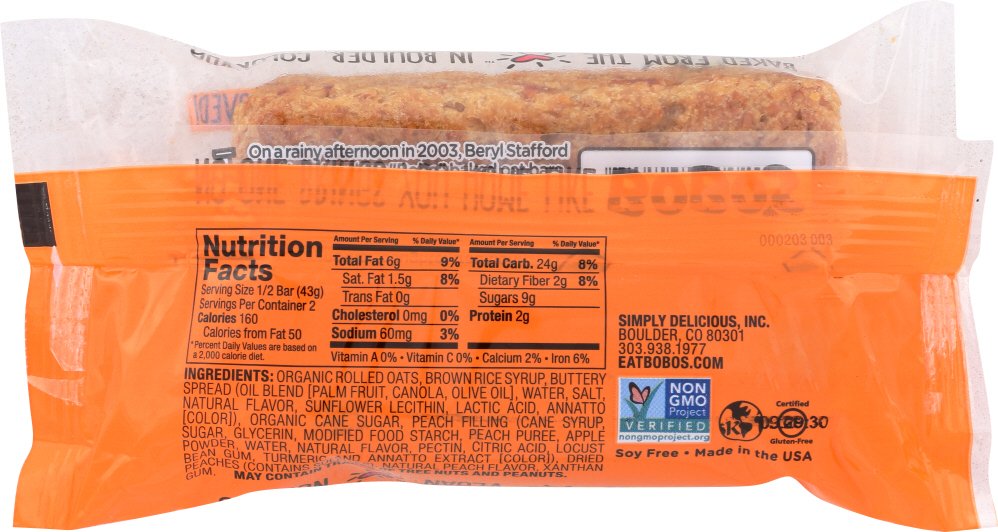 BAKED FROM THE ... IN BOULDER, COLORADO
On a rainy afternoon in 2003, Beryl Stafford
BOBO'S
NO ONE BRINGS YOU HOME LIKE
000203 003
Nutrition
Facts
Serving Size 1/2 Bar (43g)
Servings Per Container 2
Calories 160
Calories from Fat 50
*Percent Daily Values are based on
a 2,000 calorie diet.
Amount Per Serving % Daily Value*
Total Fat 6g 9%
Sat. Fat 1.5g 8%
Trans Fat 0g
Cholesterol 0mg 0%
Sodium 60mg 3%
Amount Per Serving % Daily Value*
Total Carb. 24g 8%
Dietary Fiber 2g 8%
Sugars 9g
Protein 2g
Vitamin A 0% • Vitamin C 0% • Calcium 2% • Iron 6%
INGREDIENTS: ORGANIC ROLLED OATS, BROWN RICE SYRUP, BUTTERY
SPREAD (OIL BLEND [PALM FRUIT, CANOLA, OLIVE OIL], WATER, SALT,
NATURAL FLAVOR, SUNFLOWER LECITHIN, LACTIC ACID, ANNATTO
[COLOR]), ORGANIC CANE SUGAR, PEACH FILLING (CANE SYRUP,
SUGAR, GLYCERIN, MODIFIED FOOD STARCH, PEACH PUREE, APPLE
POWDER, WATER, NATURAL FLAVOR, PECTIN, CITRIC ACID, LOCUST
BEAN GUM, TURMERIC AND ANNATTO EXTRACT [COLOR]), DRIED
PEACHES (CONTAINS NATURAL PEACH FLAVOR, XANTHAN
GUM.
MAY CONTAIN TREE NUTS AND PEANUTS.
SIMPLY DELICIOUS, INC.
BOULDER, CO 80301
303.938.1977
EATBOBOS.COM
NON
GMO
Project
VERIFIED
nongmoproject.org
Certified
Gluten-Free
Soy Free • Made in the USA